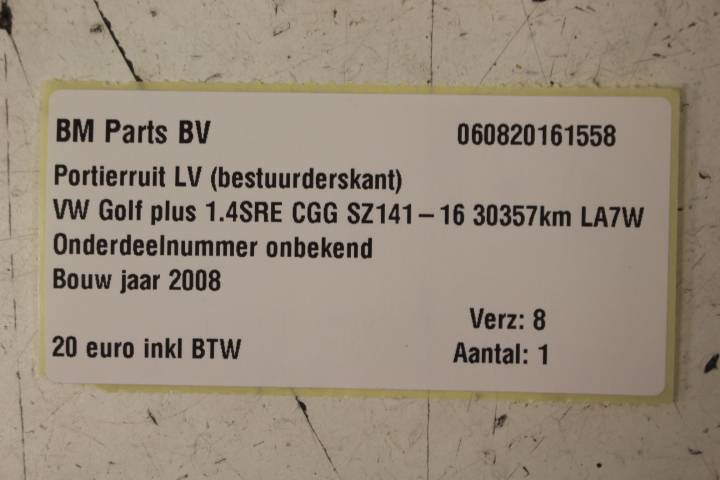 BM Parts BV 060820161558
Portierruit LV (bestuurderskant)
VW Golf plus 1.4SRE CGG SZ141-16 30357km LA7W
Onderdeelnummer onbekend
Bouw jaar 2008
Verz: 8
20 euro inkl BTW Aantal: 1